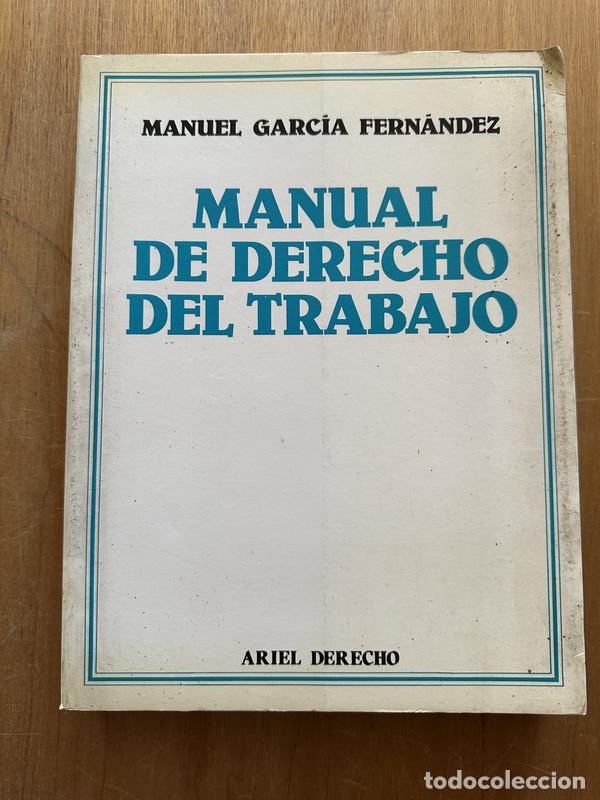 MANUEL GARCÍA FERNÁNDEZ
MANUAL
DE DERECHO
DEL TRABAJO
ARIEL DERECHO
todocoleccion